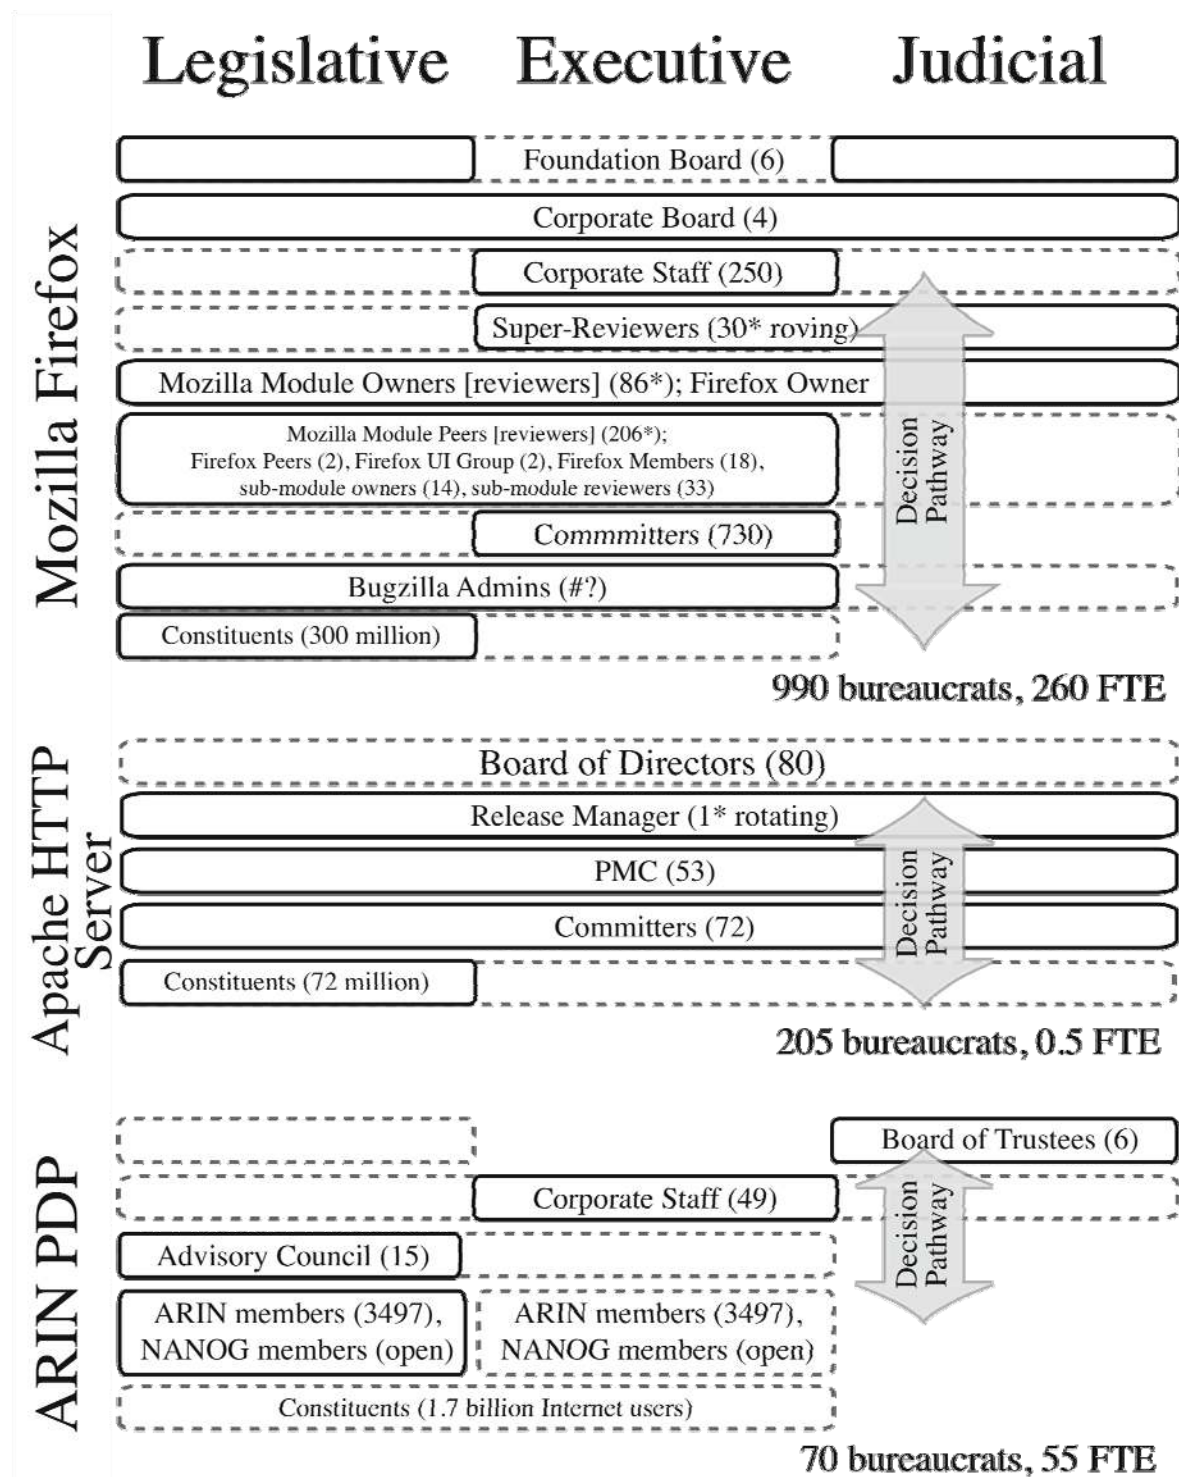 Legislative Executive Judicial
Mozilla Firefox
Foundation Board (6)
Corporate Board (4)
Corporate Staff (250)
Super-Reviewers (30* roving)
Mozilla Module Owners [reviewers] (86*); Firefox Owner
Mozilla Module Peers [reviewers] (206*);
Firefox Peers (2), Firefox UI Group (2), Firefox Members (18),
sub-module owners (14), sub-module reviewers (33)
Commmitters (730)
Bugzilla Admins (#?)
Constituents (300 million)
Decision
Pathway
990 bureaucrats, 260 FTE
Apache HTTP
Server
Board of Directors (80)
Release Manager (1* rotating)
PMC (53)
Committers (72)
Constituents (72 million)
Decision
Pathway
205 bureaucrats, 0.5 FTE
ARIN PDP
Board of Trustees (6)
Corporate Staff (49)
Advisory Council (15)
ARIN members (3497),
NANOG members (open)
ARIN members (3497),
NANOG members (open)
Constituents (1.7 billion Internet users)
Decision
Pathway
70 bureaucrats, 55 FTE